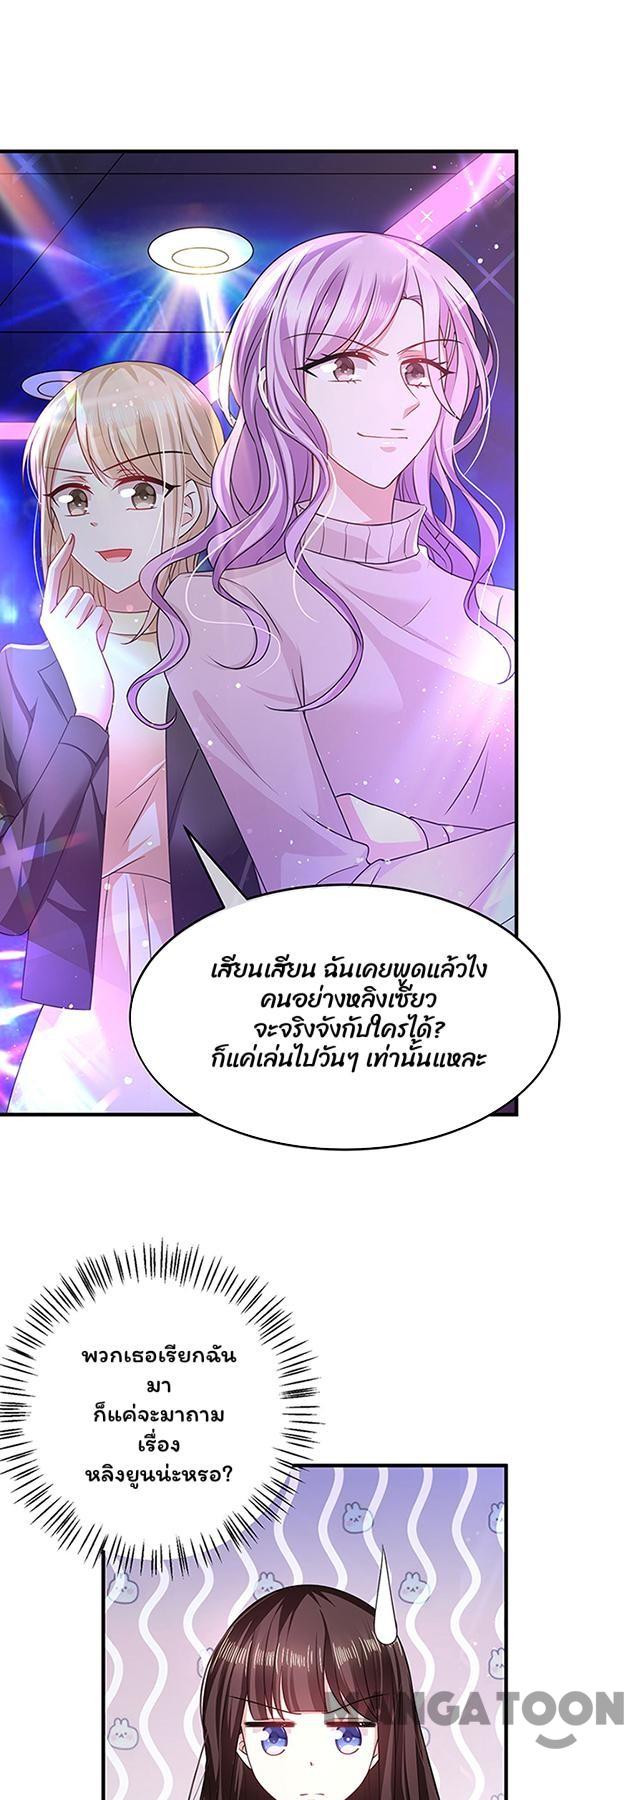 เสียนเสียน ฉันเคยพูดแล้วไง
คนอย่างหลิงเซียว
จะจริงจังกับใครได้?
ก็แค่เล่นไปวันๆ เท่านั้นแหละ
พวกเธอเรียกฉัน
มา
ก็แค่จะมาถาม
เรื่อง
หลิงยูนน่ะหรอ?
MANGATOON